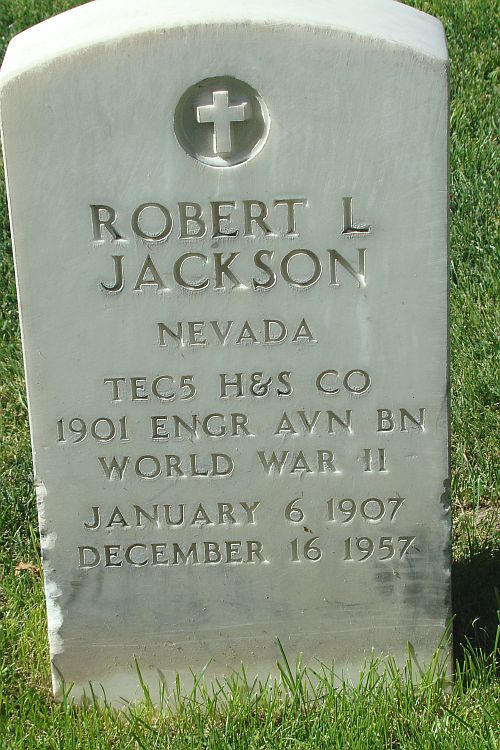 ROBERT L
JACKSON
NEVADA
TEC5 H&S CO
1901 ENGR AVN BN
WORLD WAR II
JANUARY 6 1907
DECEMBER 16 1957